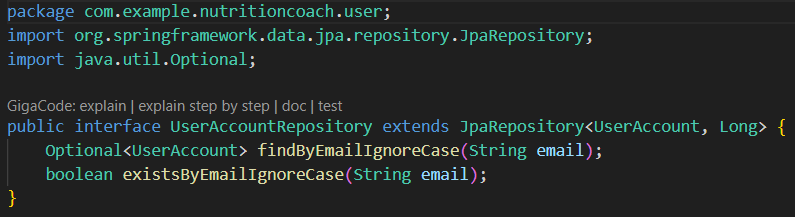 package com.example.nutritioncoach.user;
import org.springframework.data.jpa.repository.JpaRepository;
import java.util.Optional;
GigaCode: explain | explain step by step | doc | test
public interface UserAccountRepository extends JpaRepository<UserAccount, Long> {
    Optional<UserAccount> findByEmailIgnoreCase(String email);
    boolean existsByEmailIgnoreCase(String email);
}